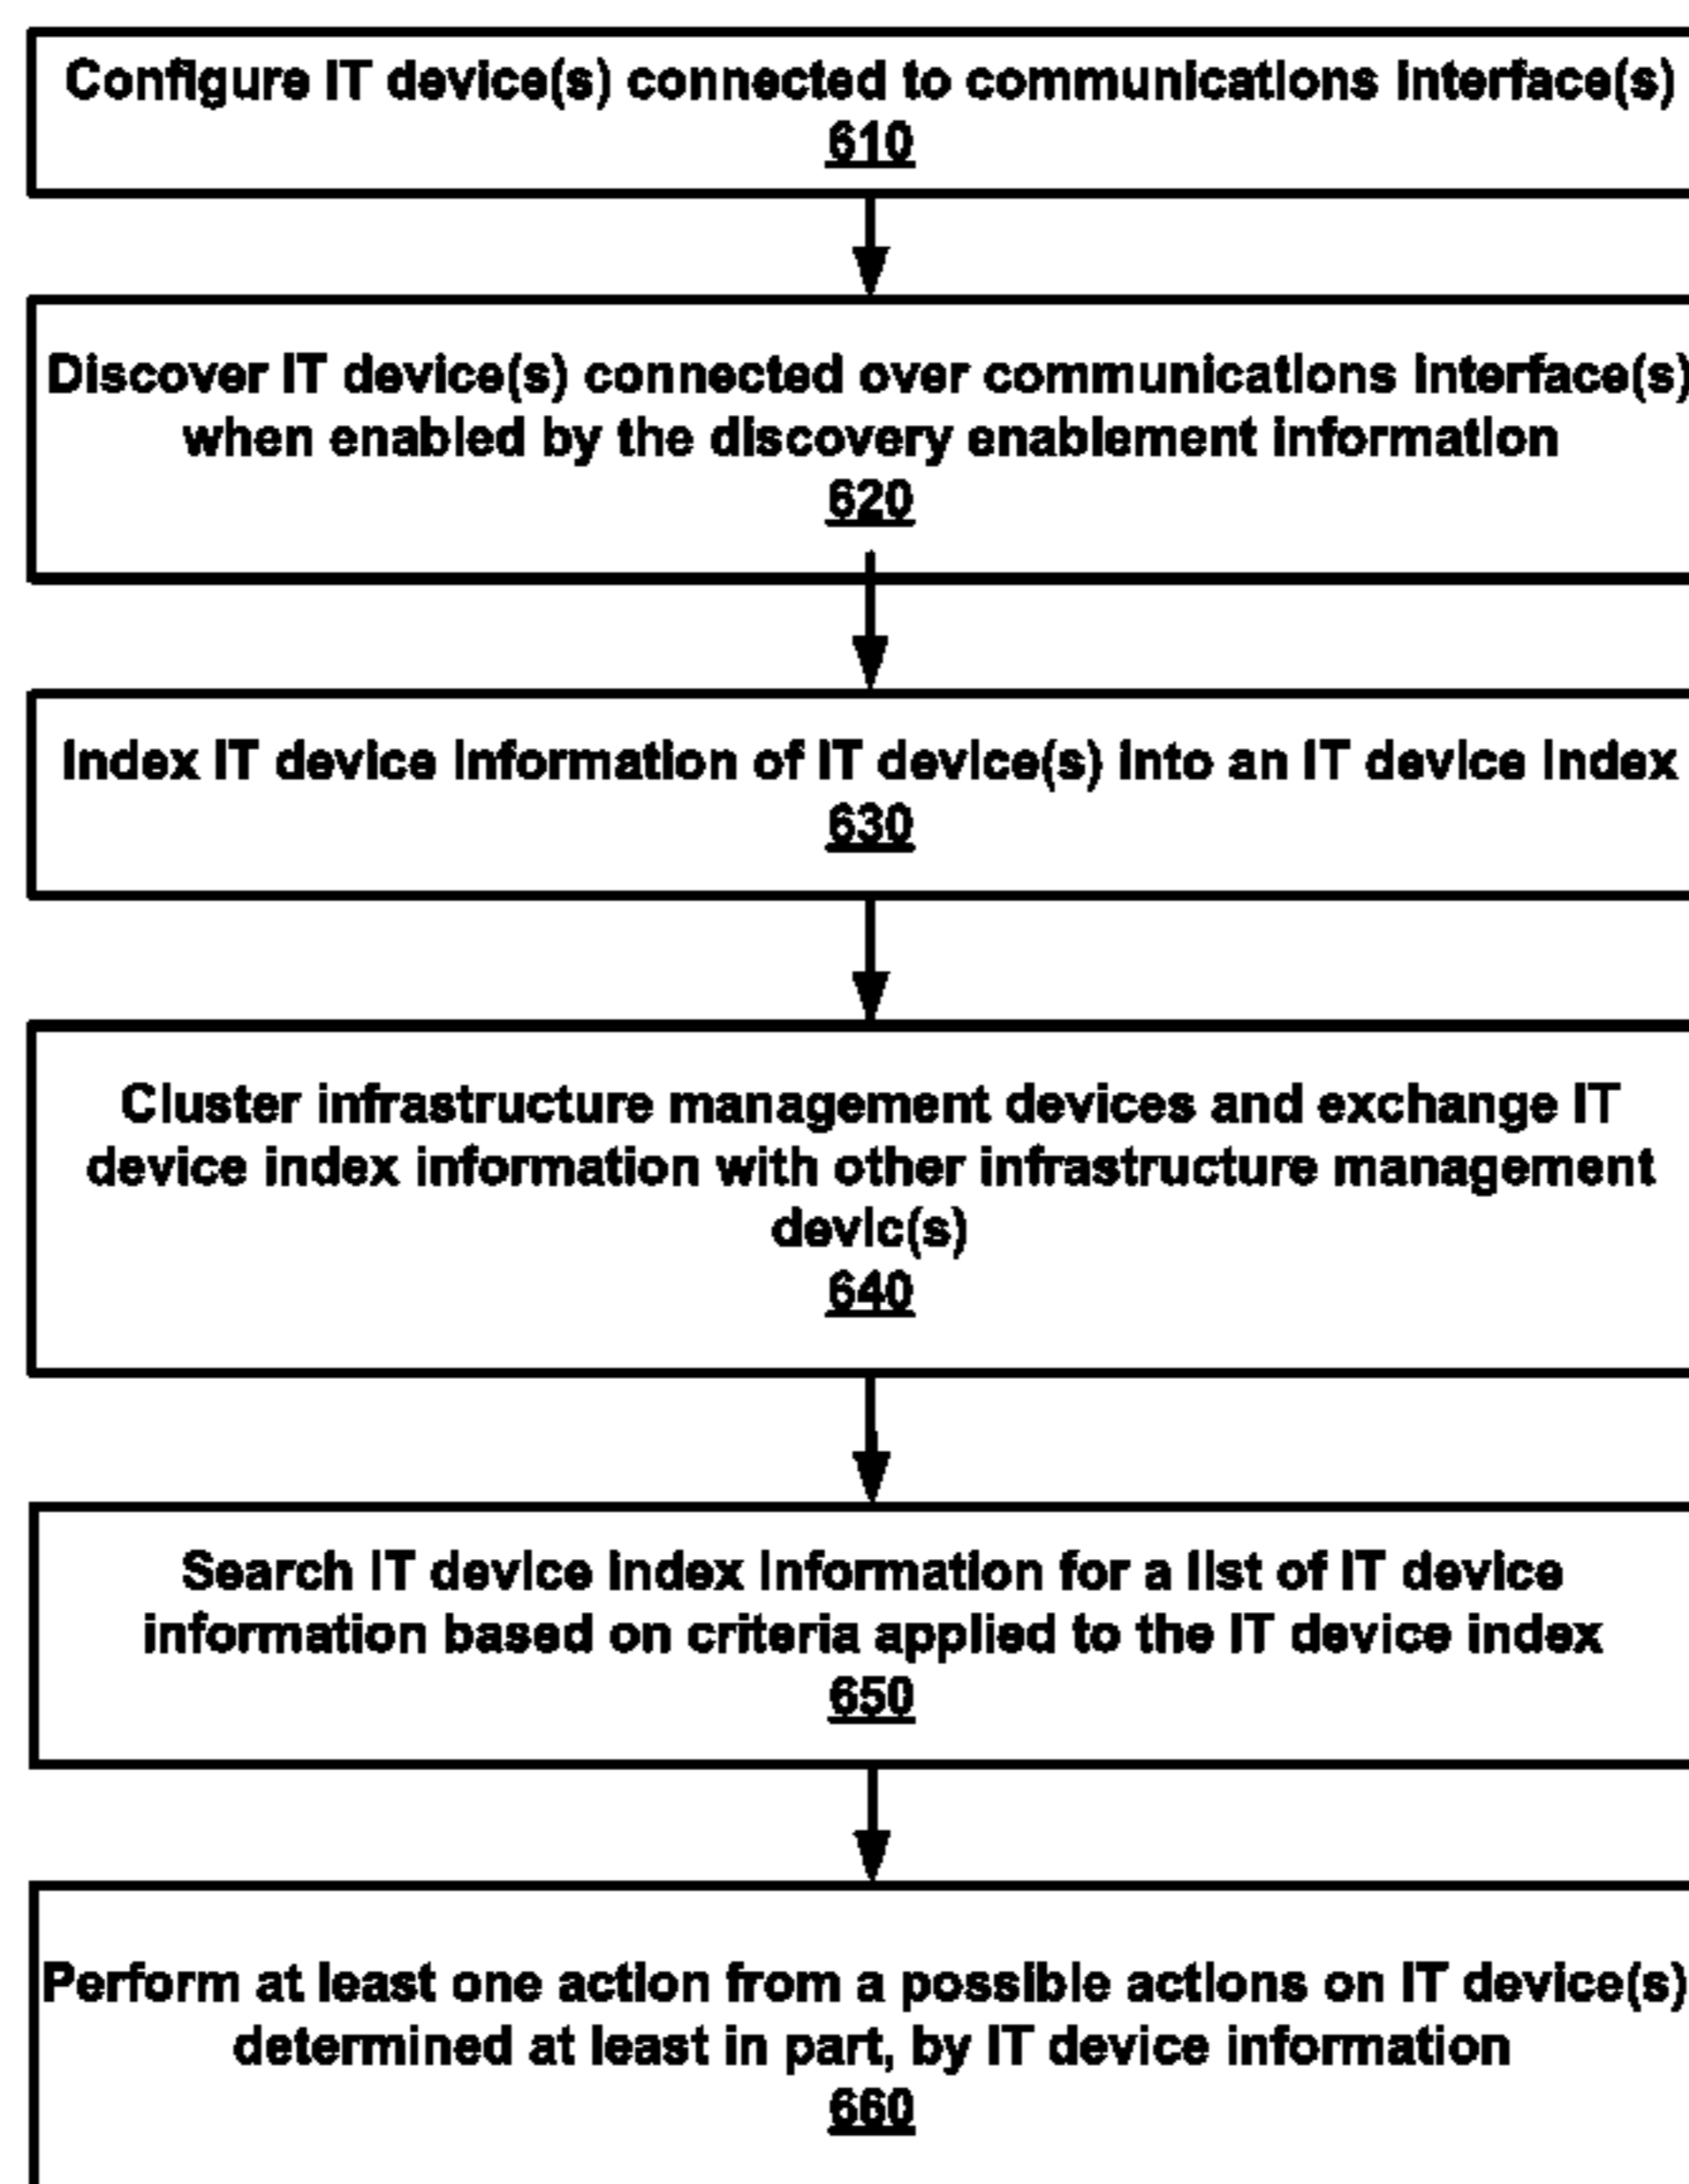 Configure IT device(s) connected to communications interface(s)
610
Discover IT device(s) connected over communications interface(s)
when enabled by the discovery enablement information
620
Index IT device information of IT device(s) into an IT device index
630
Cluster infrastructure management devices and exchange IT
device index information with other infrastructure management
devic(s)
640
Search IT device index information for a list of IT device
information based on criteria applied to the IT device index
650
Perform at least one action from a possible actions on IT device(s)
determined at least in part, by IT device information
660